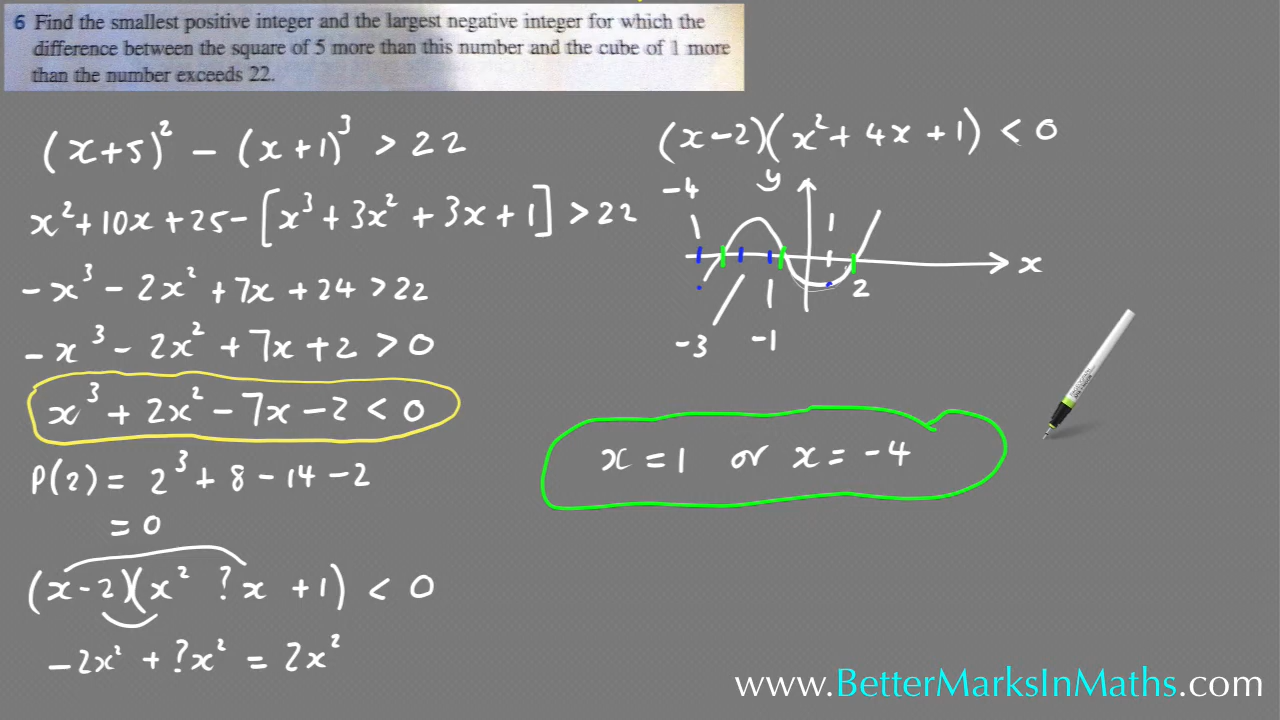 6 Find the smallest positive integer and the largest negative integer for which the
difference between the square of 5 more than this number and the cube of 1 more
than the number exceeds 22.
(x+5)² − (x+1)³ > 22
x² + 10x + 25 − [x³ + 3x² + 3x + 1] > 22
−x³ − 2x² + 7x + 24 > 22
−x³ − 2x² + 7x + 2 > 0
x³ + 2x² − 7x − 2 < 0
P(2) = 2³ + 8 − 14 − 2
= 0
(x−2)(x² ?x + 1) < 0
−2x² + ?x² = 2x²
(x−2)(x² + 4x + 1) < 0
−4 y
1
x
2
−3 −1
x = 1 or x = −4
www.BetterMarksInMaths.com